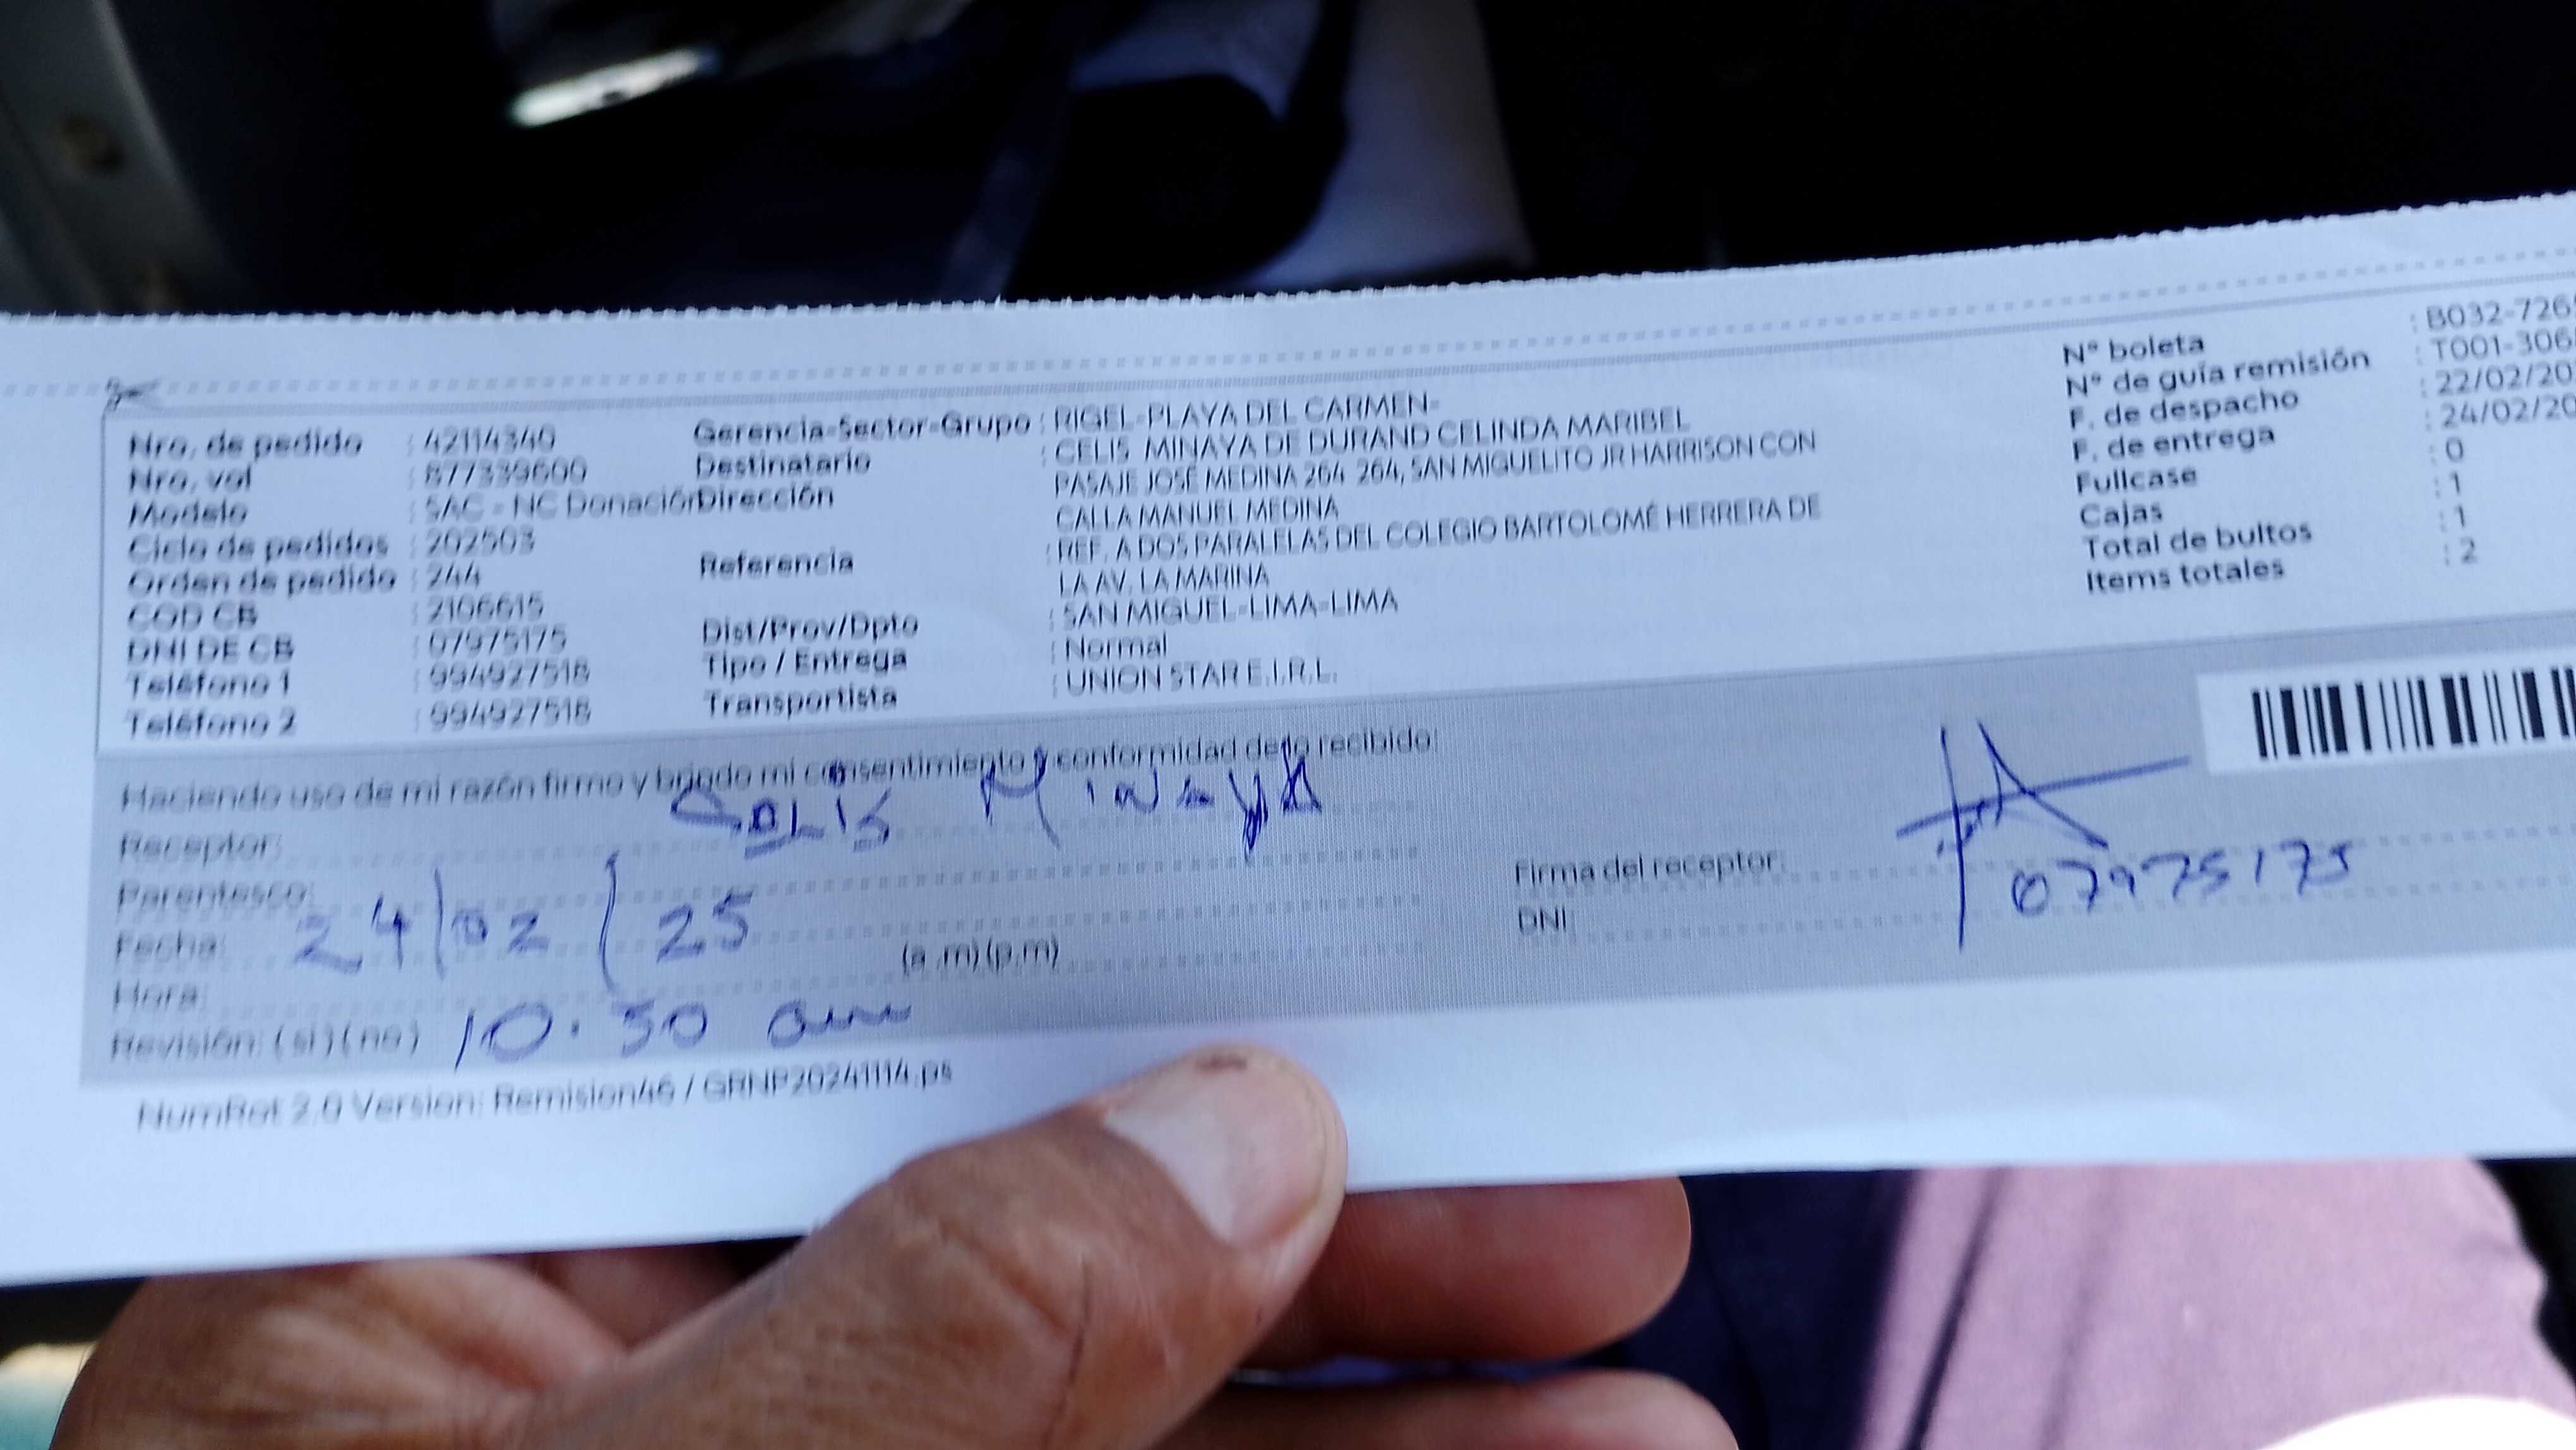 Nro. de pedido : 42114340
Nro. vol : 877339600
Modelo : SAC - NC Donación
Ciclo de pedidos : 202503
Orden de pedido : 244
COD CB : 2106615
DNI DE CB : 07975175
Teléfono 1 : 994927518
Teléfono 2 : 994927518
Gerencia-Sector-Grupo : RIGEL-PLAYA DEL CARMEN-
Destinatario : CELIS MINAYA DE DURAND CELINDA MARIBEL
Dirección PASAJE JOSÉ MEDINA 264 264, SAN MIGUELITO JR HARRISON CON
CALLA MANUEL MEDINA
Referencia : REF. A DOS PARALELAS DEL COLEGIO BARTOLOMÉ HERRERA DE
LA AV. LA MARINA
Dist/Prov/Dpto : SAN MIGUEL-LIMA-LIMA
Tipo / Entrega : Normal
Transportista : UNION STAR E.I.R.L.
N° boleta : B032-726
N° de guía remisión : T001-306
F. de despacho : 22/02/20
F. de entrega : 24/02/20
Fullcase : 0
Cajas : 1
Total de bultos : 1
Items totales : 2
Haciendo uso de mi razón firmo y brindo mi consentimiento y conformidad de lo recibido:
Receptor: CELIS MINAYA
Parentesco:
Fecha: 24/02/25
Hora: (a.m) (p.m)
Revisión: (si) (no) 10:30 am
Firma del receptor:
DNI: 07975175
NumRot 2.0 Version: Remision46 / GRNP20241114.ps